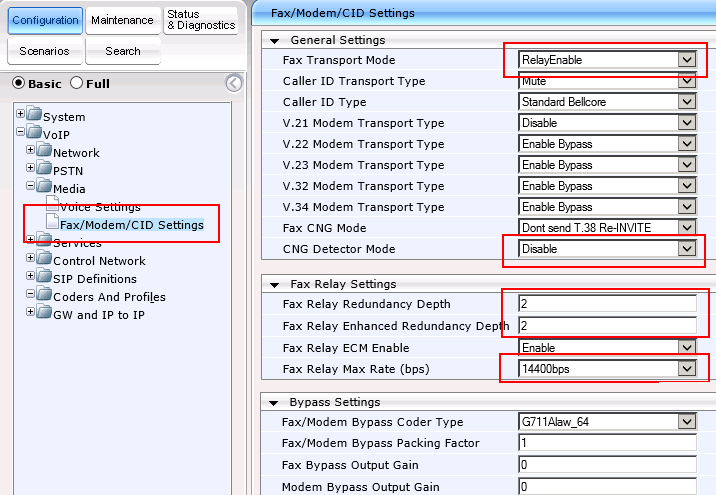 Configuration
Maintenance
Status
& Diagnostics
Scenarios
Search
Basic Full
System
VoIP
Network
PSTN
Media
Voice Settings
Fax/Modem/CID Settings
Services
Control Network
SIP Definitions
Coders And Profiles
GW and IP to IP
Fax/Modem/CID Settings
General Settings
Fax Transport Mode RelayEnable
Caller ID Transport Type Mute
Caller ID Type Standard Bellcore
V.21 Modem Transport Type Disable
V.22 Modem Transport Type Enable Bypass
V.23 Modem Transport Type Enable Bypass
V.32 Modem Transport Type Enable Bypass
V.34 Modem Transport Type Enable Bypass
Fax CNG Mode Dont send T.38 Re-INVITE
CNG Detector Mode Disable
Fax Relay Settings
Fax Relay Redundancy Depth 2
Fax Relay Enhanced Redundancy Depth 2
Fax Relay ECM Enable Enable
Fax Relay Max Rate (bps) 14400bps
Bypass Settings
Fax/Modem Bypass Coder Type G711Alaw_64
Fax/Modem Bypass Packing Factor 1
Fax Bypass Output Gain 0
Modem Bypass Output Gain 0